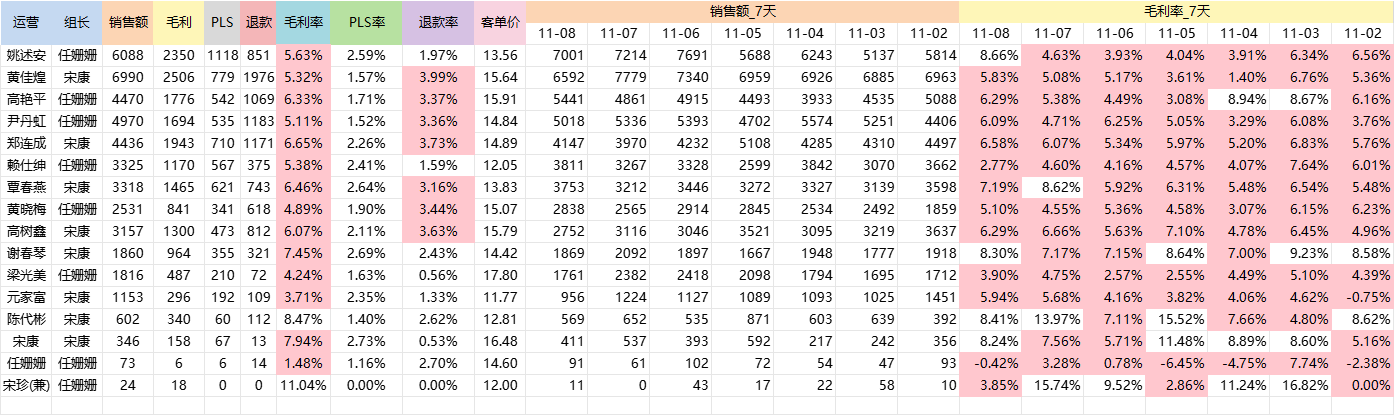 运营 组长 销售额 毛利 PLS 退款 毛利率 PLS率 退款率 客单价 销售额_7天 毛利率_7天
11-08 11-07 11-06 11-05 11-04 11-03 11-02 11-08 11-07 11-06 11-05 11-04 11-03 11-02
姚述安 任姗姗 6088 2350 1118 851 5.63% 2.59% 1.97% 13.56 7001 7214 7691 5688 6243 5137 5814 8.66% 4.63% 3.93% 4.04% 3.91% 6.34% 6.56%
黄佳煌 宋康 6990 2506 779 1976 5.32% 1.57% 3.99% 15.64 6592 7779 7340 6959 6926 6885 6963 5.83% 5.08% 5.17% 3.61% 1.40% 6.76% 5.36%
高艳平 任姗姗 4470 1776 542 1069 6.33% 1.71% 3.37% 15.91 5441 4861 4915 4493 3933 4535 5088 6.29% 5.38% 4.49% 3.08% 8.94% 8.67% 6.16%
尹丹虹 任姗姗 4970 1694 535 1183 5.11% 1.52% 3.36% 14.84 5018 5336 5393 4702 5574 5251 4406 6.09% 4.71% 6.25% 5.05% 3.29% 6.08% 3.76%
郑连成 宋康 4436 1943 710 1171 6.65% 2.26% 3.73% 14.89 4147 3970 4232 5108 4285 4310 4497 6.58% 6.07% 5.34% 5.97% 5.20% 6.83% 5.76%
赖仕绅 任姗姗 3325 1170 567 375 5.38% 2.41% 1.59% 12.05 3811 3267 3328 2599 3842 3070 3662 2.77% 4.60% 4.16% 4.57% 4.07% 7.64% 6.01%
覃春燕 宋康 3318 1465 621 743 6.46% 2.64% 3.16% 13.83 3753 3212 3446 3272 3327 3139 3598 7.19% 8.62% 5.92% 6.31% 5.48% 6.54% 5.48%
黄晓梅 任姗姗 2531 841 341 618 4.89% 1.90% 3.44% 15.07 2838 2565 2914 2845 2534 2492 1859 5.10% 4.55% 5.36% 4.58% 3.07% 6.15% 6.23%
高树鑫 宋康 3157 1300 473 812 6.07% 2.11% 3.63% 15.79 2752 3116 3046 3521 3095 3219 3637 6.29% 6.66% 5.63% 7.10% 4.78% 6.45% 4.96%
谢春琴 宋康 1860 964 355 321 7.45% 2.69% 2.43% 14.42 1869 2092 1897 1667 1948 1777 1918 8.30% 7.17% 7.15% 8.64% 7.00% 9.23% 8.58%
梁光美 任姗姗 1816 487 210 72 4.24% 1.63% 0.56% 17.80 1761 2382 2418 2098 1794 1695 1712 3.90% 4.75% 2.57% 2.55% 4.49% 5.10% 4.39%
元家富 宋康 1153 296 192 109 3.71% 2.35% 1.33% 11.77 956 1224 1127 1089 1093 1025 1451 5.94% 5.68% 4.16% 3.82% 4.06% 4.62% -0.75%
陈代彬 宋康 602 340 60 112 8.47% 1.40% 2.62% 12.81 569 652 535 871 603 639 392 8.41% 13.97% 7.11% 15.52% 7.66% 4.80% 8.62%
宋康 宋康 346 158 67 13 7.94% 2.73% 0.53% 16.48 411 537 393 592 217 242 356 8.24% 7.56% 5.71% 11.48% 8.89% 8.60% 5.16%
任姗姗 任姗姗 73 6 6 14 1.48% 1.16% 2.70% 14.60 91 61 102 72 54 47 93 -0.42% 3.28% 0.78% -6.45% -4.75% 7.74% -2.38%
宋珍(兼) 任姗姗 24 18 0 0 11.04% 0.00% 0.00% 12.00 11 0 43 17 22 58 10 3.85% 15.74% 9.52% 2.86% 11.24% 16.82% 0.00%